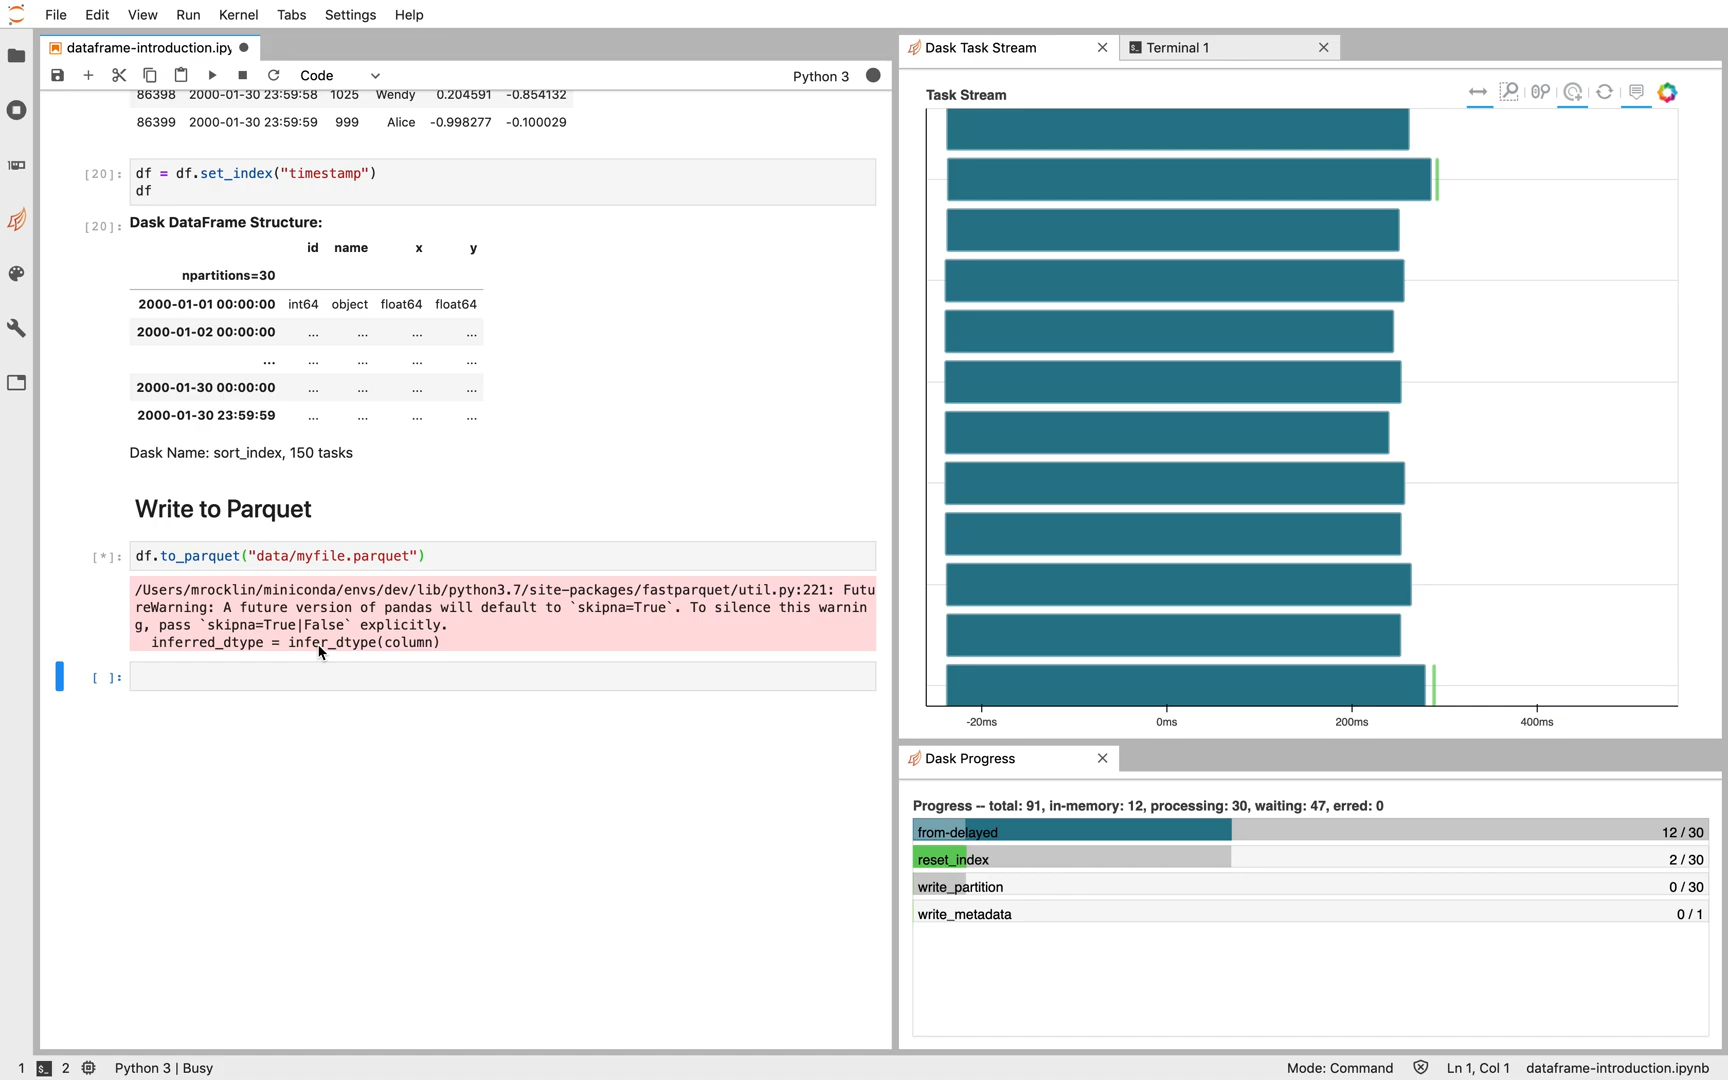 File Edit View Run Kernel Tabs Settings Help
dataframe-introduction.ipy
Code
Python 3
86398 2000-01-30 23:59:58 1025 Wendy 0.204591 -0.854132
86399 2000-01-30 23:59:59 999 Alice -0.998277 -0.100029
[20]: df = df.set_index("timestamp")
df
[20]: Dask DataFrame Structure:
id name x y
npartitions=30
2000-01-01 00:00:00 int64 object float64 float64
2000-01-02 00:00:00 ... ... ... ...
... ... ... ... ...
2000-01-30 00:00:00 ... ... ... ...
2000-01-30 23:59:59 ... ... ... ...
Dask Name: sort_index, 150 tasks
Write to Parquet
[*]: df.to_parquet("data/myfile.parquet")
/Users/mrocklin/miniconda/envs/dev/lib/python3.7/site-packages/fastparquet/util.py:221: Futu
reWarning: A future version of pandas will default to `skipna=True`. To silence this warnin
g, pass `skipna=True|False` explicitly.
inferred_dtype = infer_dtype(column)
[ ]:
Dask Task Stream
Terminal 1
Task Stream
-20ms 0ms 200ms 400ms
Dask Progress
Progress -- total: 91, in-memory: 12, processing: 30, waiting: 47, erred: 0
from-delayed 12 / 30
reset_index 2 / 30
write_partition 0 / 30
write_metadata 0 / 1
1 2 Python 3 | Busy
Mode: Command Ln 1, Col 1 dataframe-introduction.ipynb